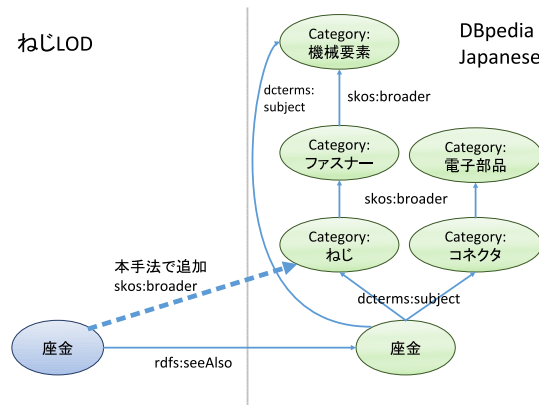 ねじLOD
DBpedia
Japanese
Category:
機械要素
dcterms:
subject
skos:broader
Category:
ファスナー
Category:
電子部品
skos:broader
Category:
ねじ
Category:
コネクタ
本手法で追加
skos:broader
dcterms:subject
座金
rdfs:seeAlso
座金